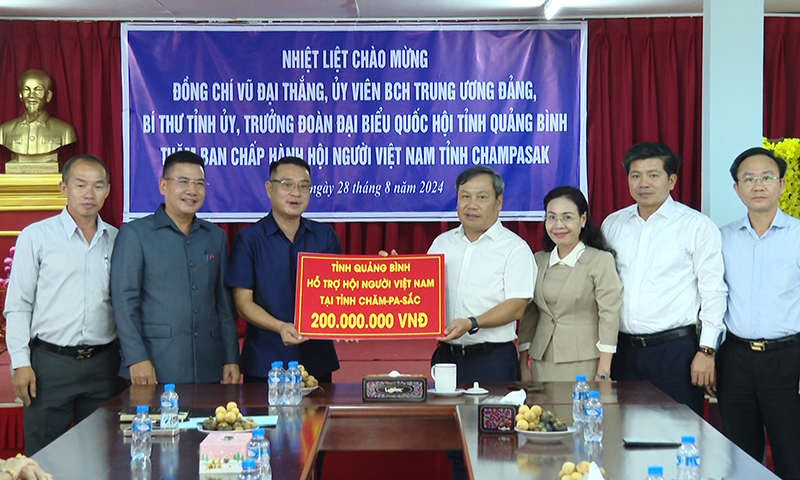 NHIỆT LIỆT CHÀO MỪNG
ĐỒNG CHÍ VŨ ĐẠI THẮNG, ỦY VIÊN BCH TRUNG ƯƠNG ĐẢNG,
BÍ THƯ TỈNH ỦY, TRƯỞNG ĐOÀN ĐẠI BIỂU QUỐC HỘI TỈNH QUẢNG BÌNH
THĂM BAN CHẤP HÀNH HỘI NGƯỜI VIỆT NAM TỈNH CHAMPASAK
ngày 28 tháng 8 năm 2024
TỈNH QUẢNG BÌNH
HỖ TRỢ HỘI NGƯỜI VIỆT NAM
TẠI TỈNH CHĂM-PA-SẮC
200.000.000 VNĐ